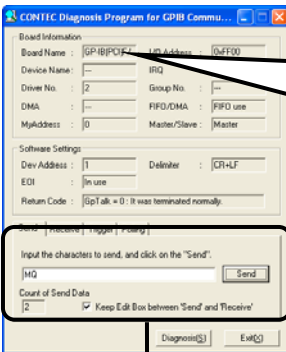 CONTEC Diagnosis Program for GPIB Commu...
Board Information
Board Name : GP-IB(PCI)F I/O Address : 0xFF00
Device Name : --- IRQ
Driver No. : 2 Group No. : ---
DMA : --- FIFO/DMA : FIFO use
MyAddress : 0 Master/Slave : Master
Software Settings
Dev Address : 1 Delimiter : CR+LF
EOI : In use
Return Code : GpTalk = 0 : It was terminated normally.
Send Receive Trigger Polling
Input the characters to send, and click on the "Send".
MQ Send
Count of Send Data
2 Keep Edit Box between 'Send' and 'Receive'
Diagnosis(S) Exit(X)